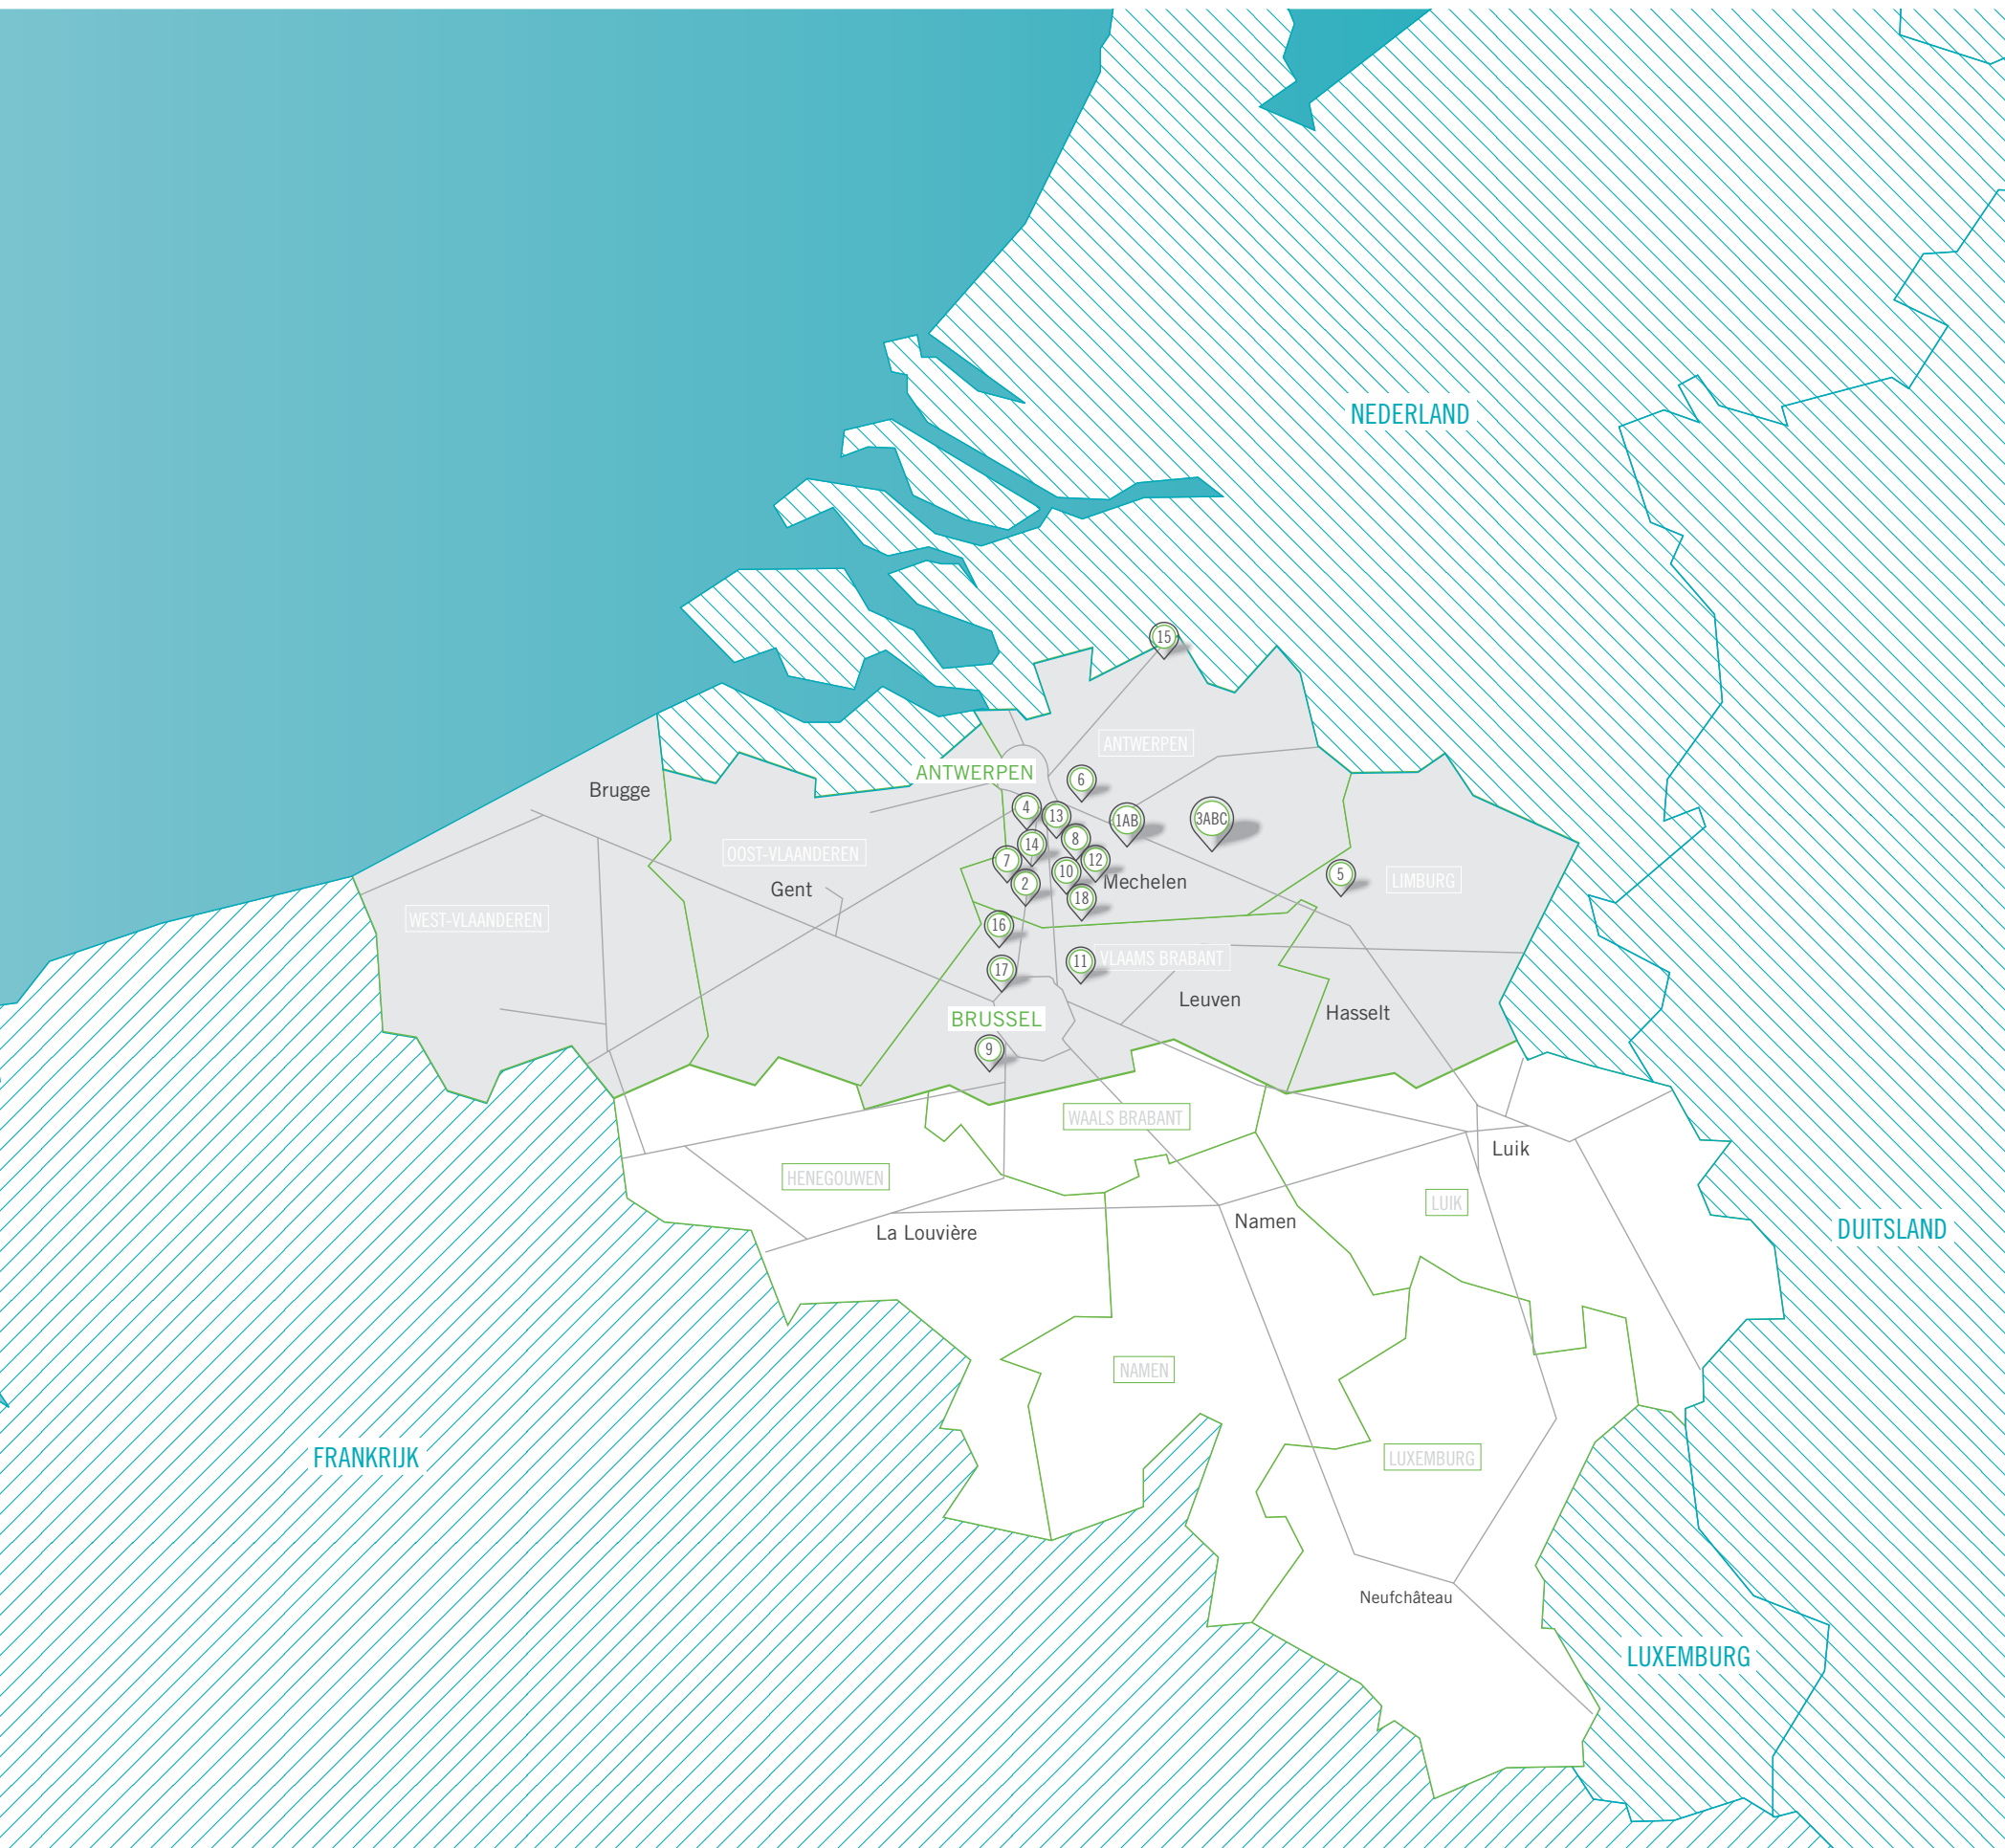 NEDERLAND
15
ANTWERPEN
ANTWERPEN
6
Brugge
4
13
1AB
3ABC
8
14
OOST-VLAANDEREN
7
12
10
5
LIMBURG
Gent
2
Mechelen
18
WEST-VLAANDEREN
16
VLAAMS BRABANT
11
17
Leuven
Hasselt
BRUSSEL
9
WAALS BRABANT
Luik
HENEGOUWEN
LUIK
Namen
La Louvière
DUITSLAND
NAMEN
FRANKRIJK
LUXEMBURG
Neufchâteau
LUXEMBURG